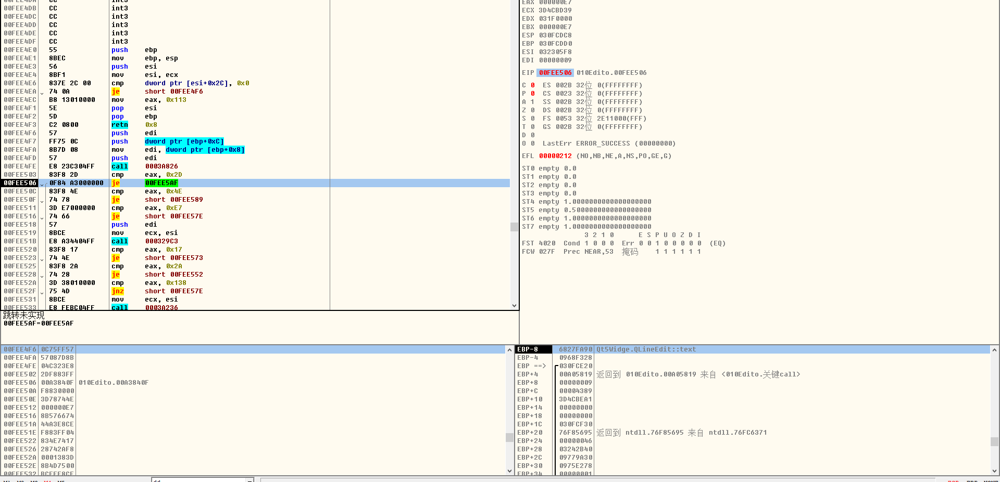 00FEE4DB CC int3
00FEE4DC CC int3
00FEE4DD CC int3
00FEE4DE CC int3
00FEE4DF CC int3
00FEE4E0 55 push ebp
00FEE4E1 8BEC mov ebp, esp
00FEE4E3 56 push esi
00FEE4E4 8BF1 mov esi, ecx
00FEE4E6 837E 2C 00 cmp dword ptr [esi+0x2C], 0x0
00FEE4EA 74 0A je short 00FEE4F6
00FEE4EC B8 13010000 mov eax, 0x113
00FEE4F1 5E pop esi
00FEE4F2 5D pop ebp
00FEE4F3 C2 0800 retn 0x8
00FEE4F6 57 push edi
00FEE4F7 FF75 0C push dword ptr [ebp+0xC]
00FEE4FA 8B7D 08 mov edi, dword ptr [ebp+0x8]
00FEE4FD 57 push edi
00FEE4FE E8 23C304FF call 0003A826
00FEE503 83F8 2D cmp eax, 0x2D
00FEE506 0F84 A3000000 je 00FEE5AF
00FEE50C 83F8 4E cmp eax, 0x4E
00FEE50F 74 78 je short 00FEE589
00FEE511 3D E7000000 cmp eax, 0xE7
00FEE516 74 66 je short 00FEE57E
00FEE518 57 push edi
00FEE519 8BCE mov ecx, esi
00FEE51B E8 A34404FF call 000329C3
00FEE520 83F8 17 cmp eax, 0x17
00FEE523 74 4E je short 00FEE573
00FEE525 83F8 2A cmp eax, 0x2A
00FEE528 74 28 je short 00FEE552
00FEE52A 3D 38010000 cmp eax, 0x138
00FEE52F 75 4D jnz short 00FEE57E
00FEE531 8BCE mov ecx, esi
00FEE533 E8 FEBC04FF call 0003A236
跳转未实现
00FEE5AF=00FEE5AF
EAX 000000E7
ECX 3D4CBD39
EDX 031F0000
EBX 000000E7
ESP 030FCDC8
EBP 030FCDD0
ESI 032305F8
EDI 00000009
EIP 00FEE506 010Edito.00FEE506
C 0 ES 002B 32位 0(FFFFFFFF)
P 0 CS 0023 32位 0(FFFFFFFF)
A 1 SS 002B 32位 0(FFFFFFFF)
Z 0 DS 002B 32位 0(FFFFFFFF)
S 0 FS 0053 32位 2E11000(FFF)
T 0 GS 002B 32位 0(FFFFFFFF)
D 0
O 0 LastErr ERROR_SUCCESS (00000000)
EFL 00000212 (NO,NB,NE,A,NS,PO,GE,G)
ST0 empty 0.0
ST1 empty 0.0
ST2 empty 0.0
ST3 empty 0.0
ST4 empty 1.0000000000000000000
ST5 empty 0.5000000000000000000
ST6 empty 1.0000000000000000000
ST7 empty 1.0000000000000000000
3 2 1 0 E S P U O Z D I
FST 4020 Cond 1 0 0 0 Err 0 0 1 0 0 0 0 0 (EQ)
FCW 027F Prec NEAR,53 掩码 1 1 1 1 1 1
00FEE4F6 0C75FF57
00FEE4FA 57087D8B
00FEE4FE 04C323E8
00FEE502 2DF883FF
00FEE506 00A3840F 010Edito.00A3840F
00FEE50A F8830000
00FEE50E 3D78744E
00FEE512 000000E7
00FEE516 8B576674
00FEE51A 44A3E8CE
00FEE51E F883FF04
00FEE522 834E7417
00FEE526 28742AF8
00FEE52A 0001383D
00FEE52E 8B4D7500
00FEE532 BCFEE8CE
EBP-8 6827FA90 Qt5Widge.QLineEdit::text
EBP-4 0968F328
EBP ==> 030FCE20
EBP+4 00A05819 返回到 010Edito.00A05819 来自 <010Edito.关键call>
EBP+8 00000009
EBP+C 00004389
EBP+10 3D4CBEA1
EBP+14 00000000
EBP+18 00000000
EBP+1C 030FCF30
EBP+20 76F85695 返回到 ntdll.76F85695 来自 ntdll.76FC6371
EBP+24 00000046
EBP+28 03242B40
EBP+2C 09779A30
EBP+30 0975E278
EBP+34 00000001